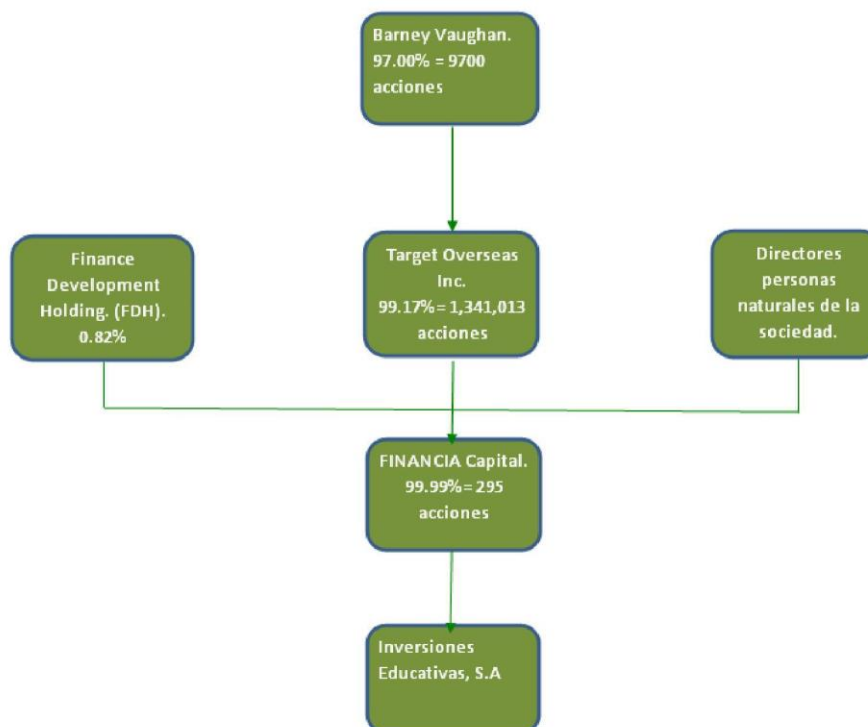 Barney Vaughan.
97.00% = 9700
acciones
Finance
Development
Holding. (FDH).
0.82%
Target Overseas
Inc.
99.17%= 1,341,013
acciones
Directores
personas
naturales de la
sociedad.
FINANCIA Capital.
99.99%= 295
acciones
Inversiones
Educativas, S.A